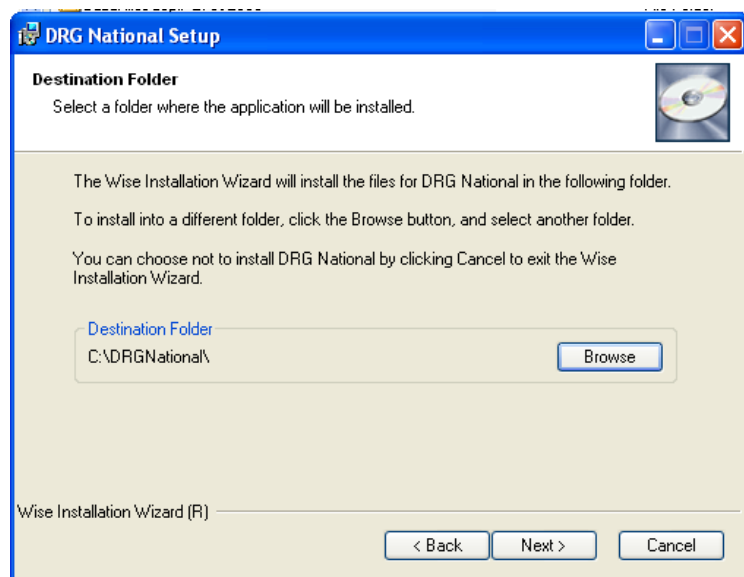 DRG National Setup
Destination Folder
Select a folder where the application will be installed.
The Wise Installation Wizard will install the files for DRG National in the following folder.
To install into a different folder, click the Browse button, and select another folder.
You can choose not to install DRG National by clicking Cancel to exit the Wise
Installation Wizard.
Destination Folder
C:\DRGNational\
Browse
Wise Installation Wizard (R)
< Back
Next >
Cancel